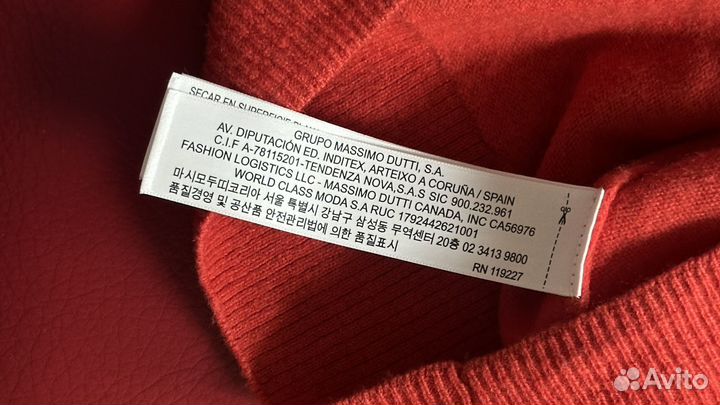 SECAR EN SUPERFICIE
GRUPO MASSIMO DUTTI, S.A.
AV. DIPUTACIÓN ED. INDITEX, ARTEIXO A CORUÑA / SPAIN
C.I.F A-78115201-TENDENZA NOVA,S.A.S SIC 900.232.961
FASHION LOGISTICS LLC - MASSIMO DUTTI CANADA, INC CA56976
WORLD CLASS MODA S.A RUC 1792442621001
마시모두띠코리아 서울 특별시 강남구 삼성동 무역센터 20층 02 3413 9800
품질경영 및 공산품 안전관리법에 의한 품질표시
RN 119227
Avito